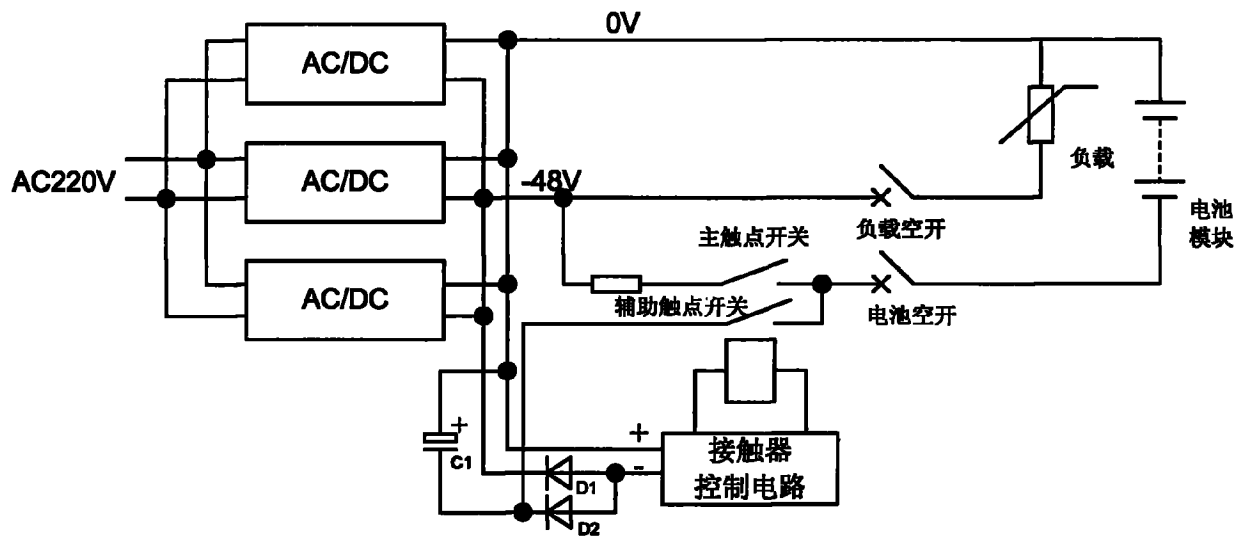 0V
AC/DC
AC/DC
AC220V
-48V
负载
电池
模块
主触点开关
负载空开
AC/DC
辅助触点开关
电池空开
+
C1
+
接触器
控制电路
-
D1
D2